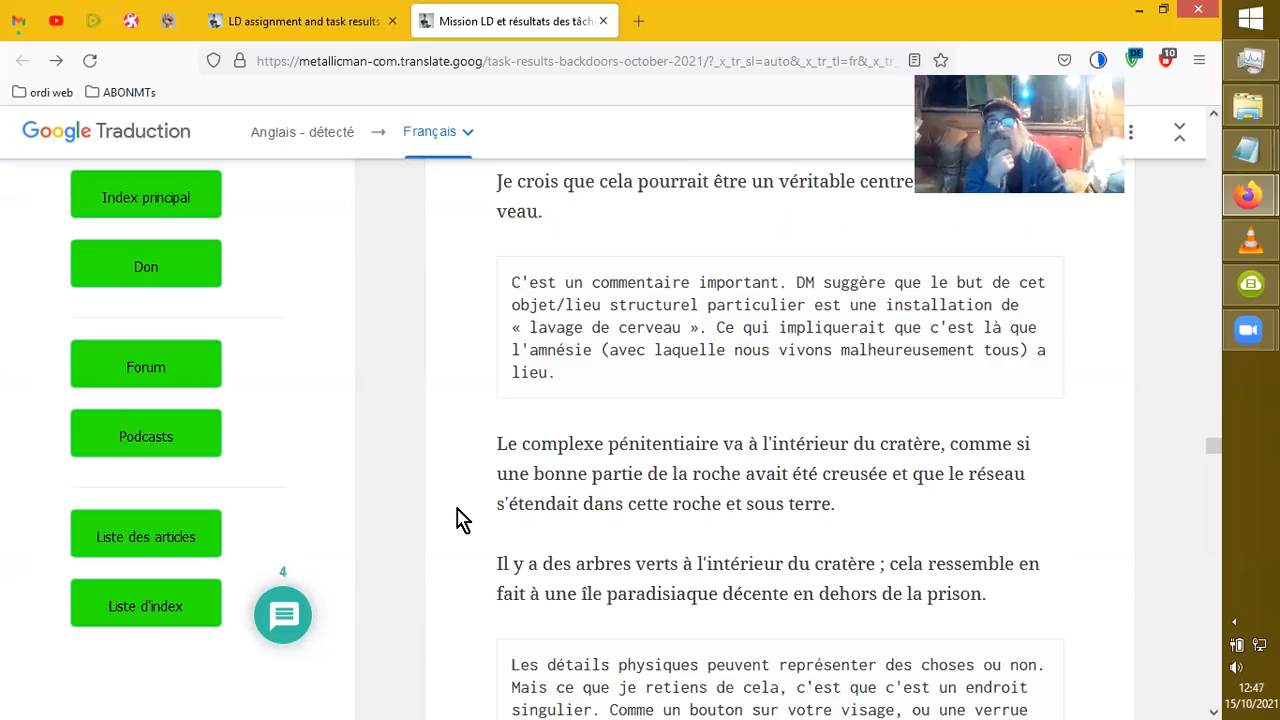 LD assignment and task results
Mission LD et résultats des tâch
https://metallicman-com.translate.goog/task-results-backdoors-october-2021/?_x_tr_sl=auto&_x_tr_tl=fr&_x_
DE
10
ordi web
ABONMTs
Google Traduction
Anglais - détecté
Français
Index principal
Don
Forum
Podcasts
Liste des articles
Liste d'index
4
Je crois que cela pourrait être un véritable centre
veau.
C'est un commentaire important. DM suggère que le but de cet
objet/lieu structurel particulier est une installation de
« lavage de cerveau ». Ce qui impliquerait que c'est là que
l'amnésie (avec laquelle nous vivons malheureusement tous) a
lieu.
Le complexe pénitentiaire va à l'intérieur du cratère, comme si
une bonne partie de la roche avait été creusée et que le réseau
s'étendait dans cette roche et sous terre.
Il y a des arbres verts à l'intérieur du cratère ; cela ressemble en
fait à une île paradisiaque décente en dehors de la prison.
Les détails physiques peuvent représenter des choses ou non.
Mais ce que je retiens de cela, c'est que c'est un endroit
singulier. Comme un bouton sur votre visage, ou une verrue
12:47
15/10/2021